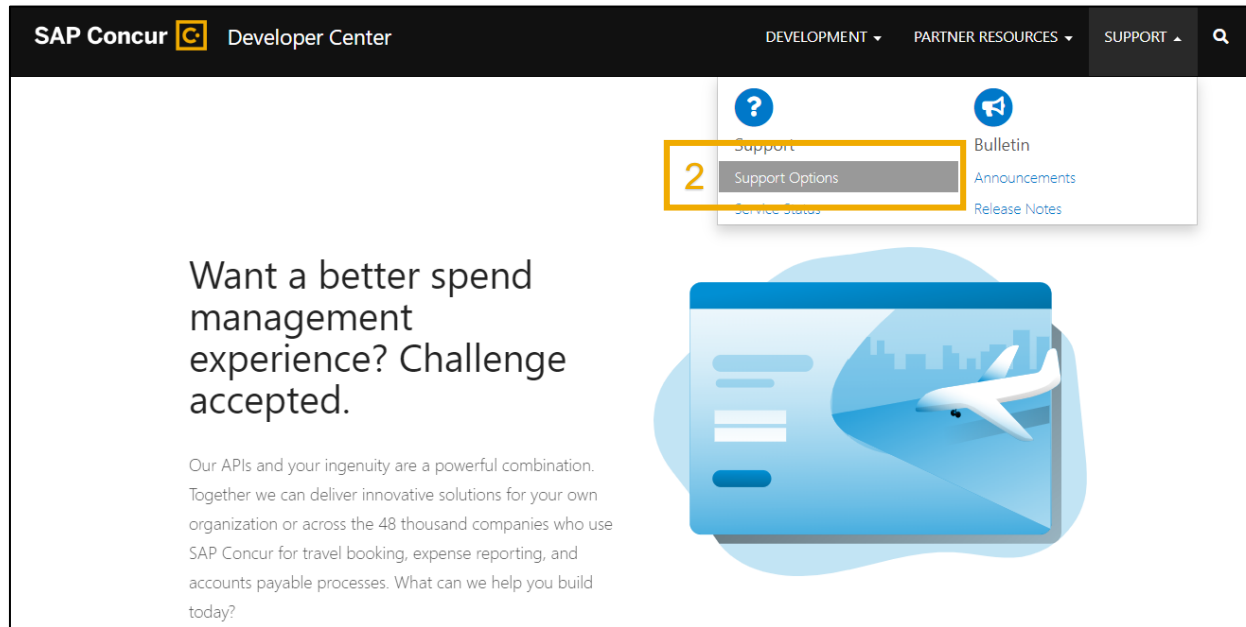 SAP Concur C. Developer Center
DEVELOPMENT PARTNER RESOURCES SUPPORT
Support
Bulletin
2
Support Options
Announcements
Service Status
Release Notes
Want a better spend
management
experience? Challenge
accepted.
Our APIs and your ingenuity are a powerful combination.
Together we can deliver innovative solutions for your own
organization or across the 48 thousand companies who use
SAP Concur for travel booking, expense reporting, and
accounts payable processes. What can we help you build
today?